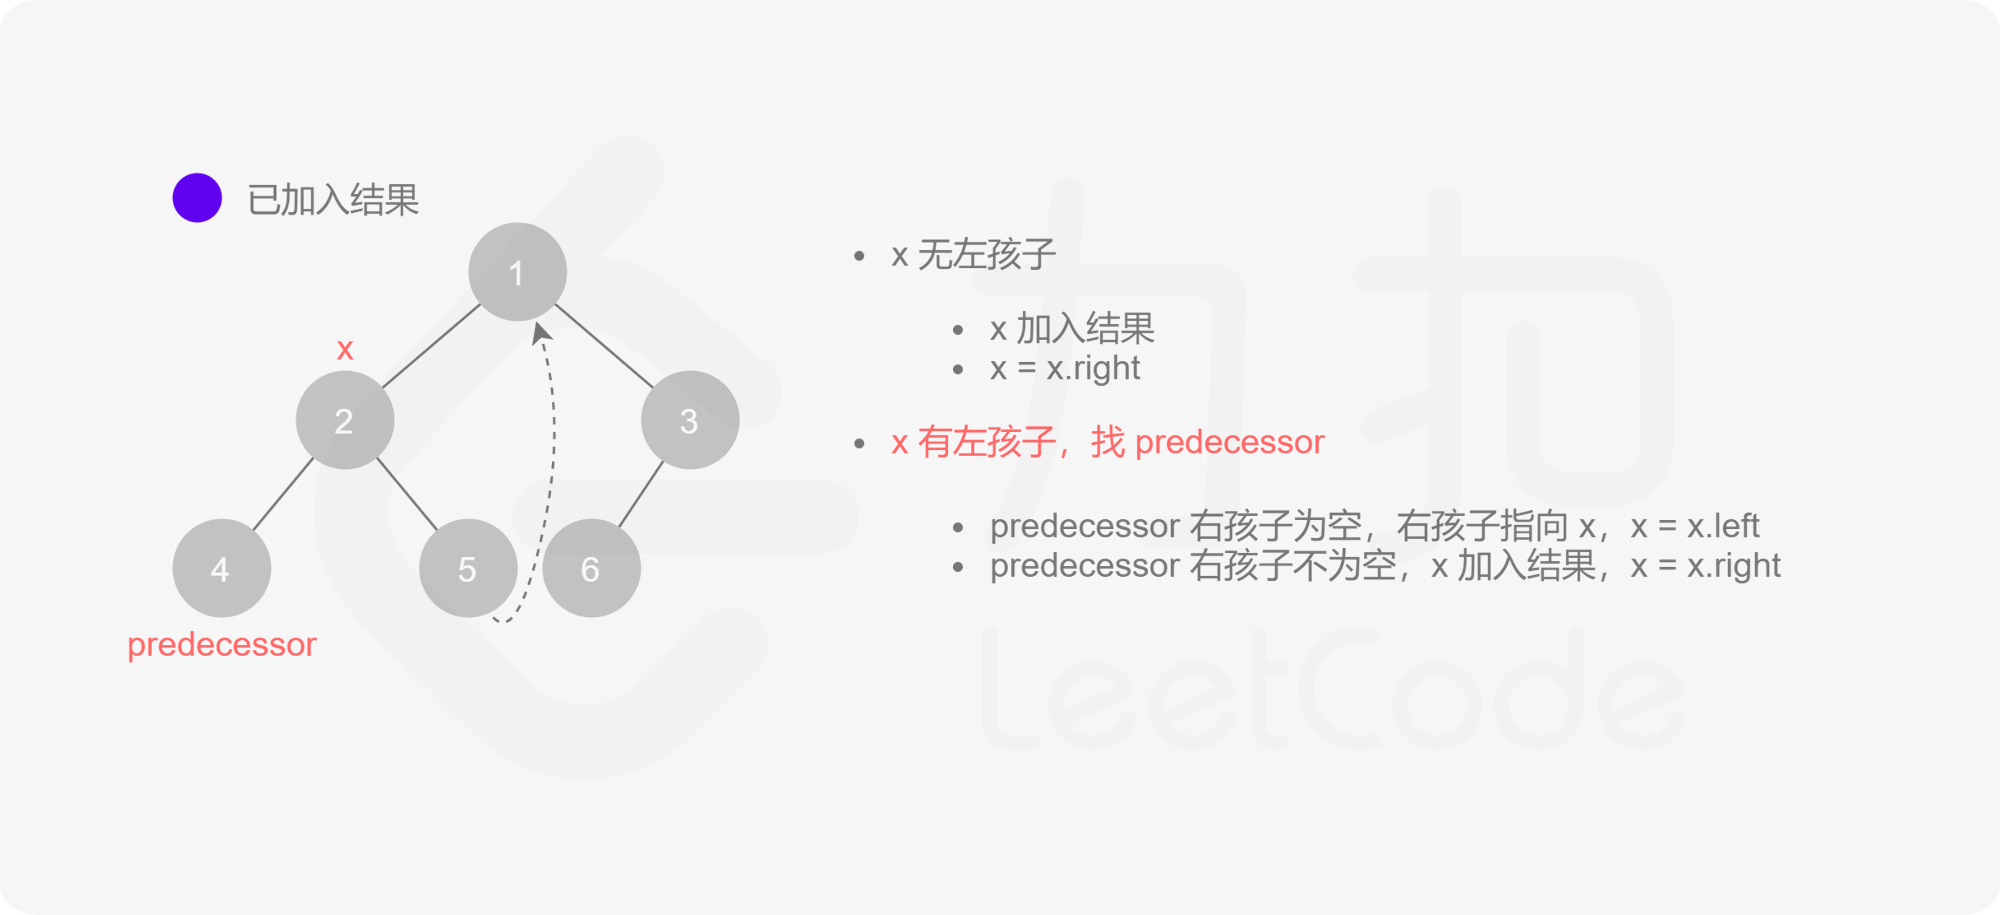 已加入结果
1
x
2
3
4
5
6
predecessor
x 无左孩子
x 加入结果
x = x.right
x 有左孩子，找 predecessor
predecessor 右孩子为空，右孩子指向 x，x = x.left
predecessor 右孩子不为空，x 加入结果，x = x.right
力扣
LeetCode